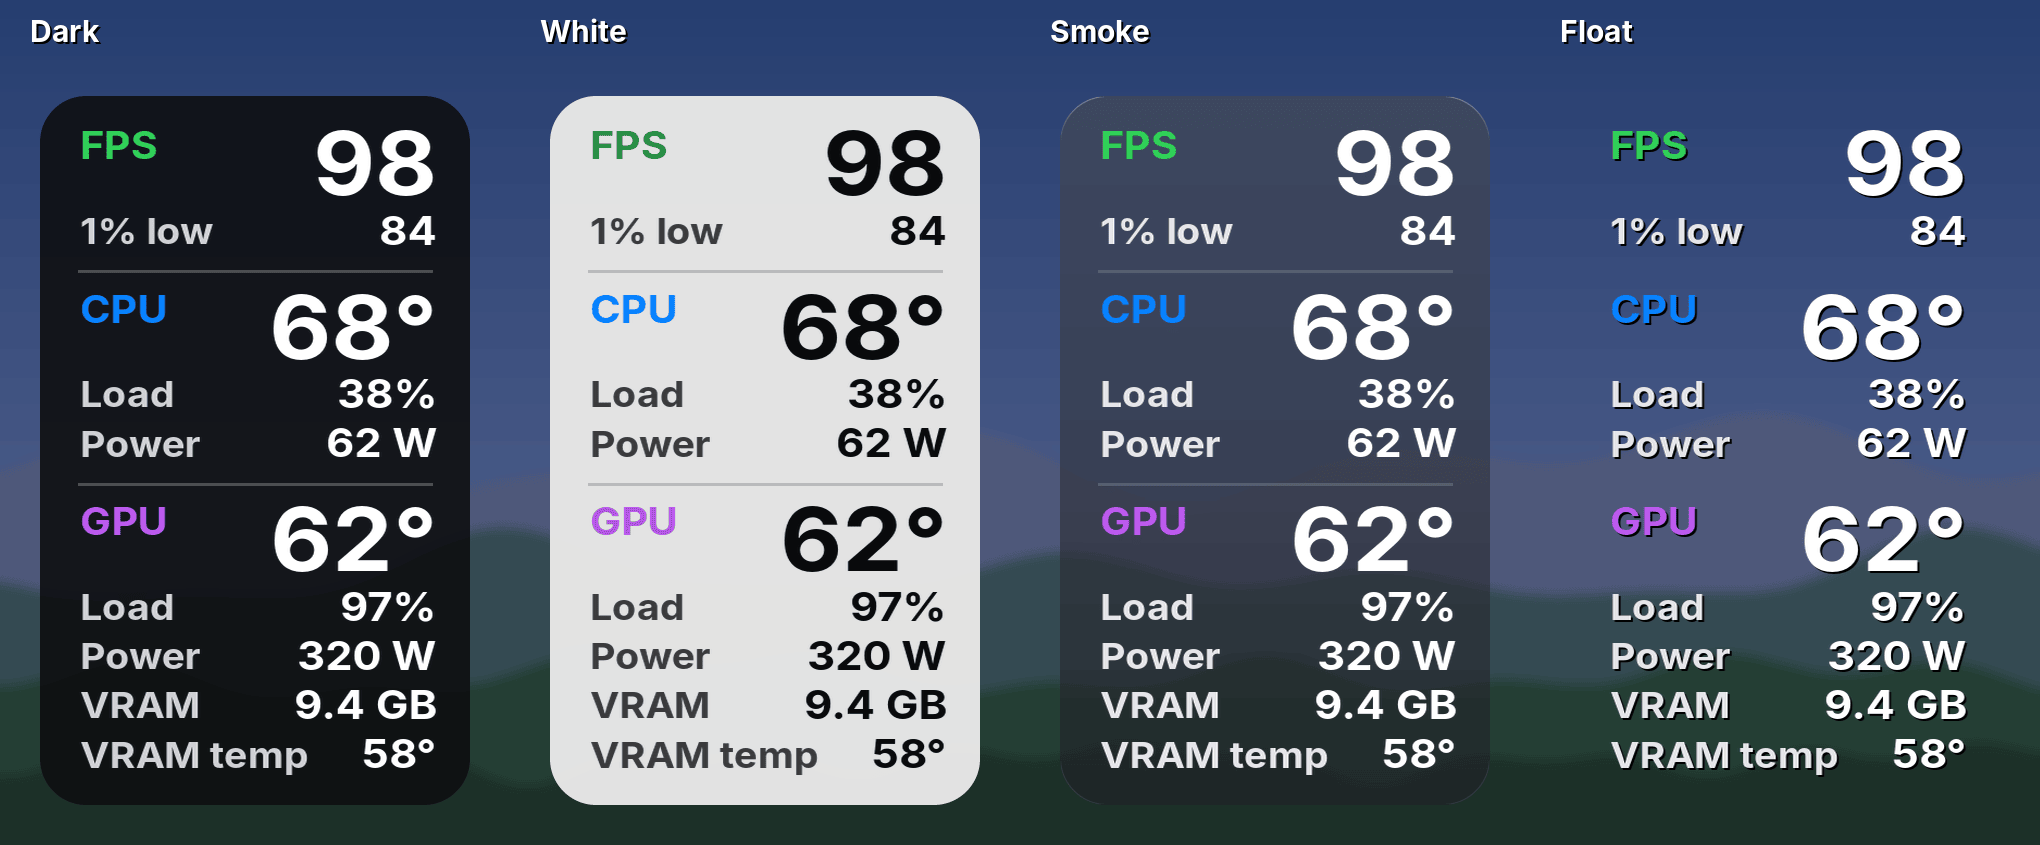 Dark
FPS 98
1% low 84
CPU 68°
Load 38%
Power 62 W
GPU 62°
Load 97%
Power 320 W
VRAM 9.4 GB
VRAM temp 58°
White
FPS 98
1% low 84
CPU 68°
Load 38%
Power 62 W
GPU 62°
Load 97%
Power 320 W
VRAM 9.4 GB
VRAM temp 58°
Smoke
FPS 98
1% low 84
CPU 68°
Load 38%
Power 62 W
GPU 62°
Load 97%
Power 320 W
VRAM 9.4 GB
VRAM temp 58°
Float
FPS 98
1% low 84
CPU 68°
Load 38%
Power 62 W
GPU 62°
Load 97%
Power 320 W
VRAM 9.4 GB
VRAM temp 58°